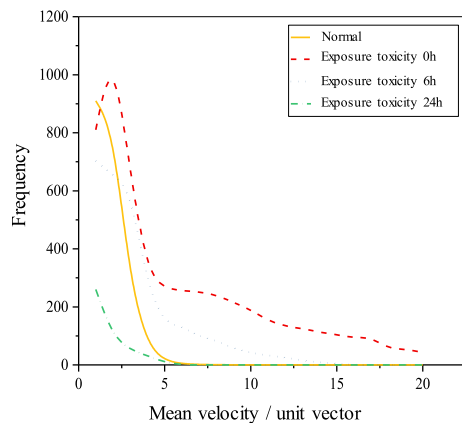 Frequency
1200
1000
800
600
400
200
0
0
5
10
15
20
Mean velocity / unit vector
Normal
Exposure toxicity 0h
Exposure toxicity 6h
Exposure toxicity 24h